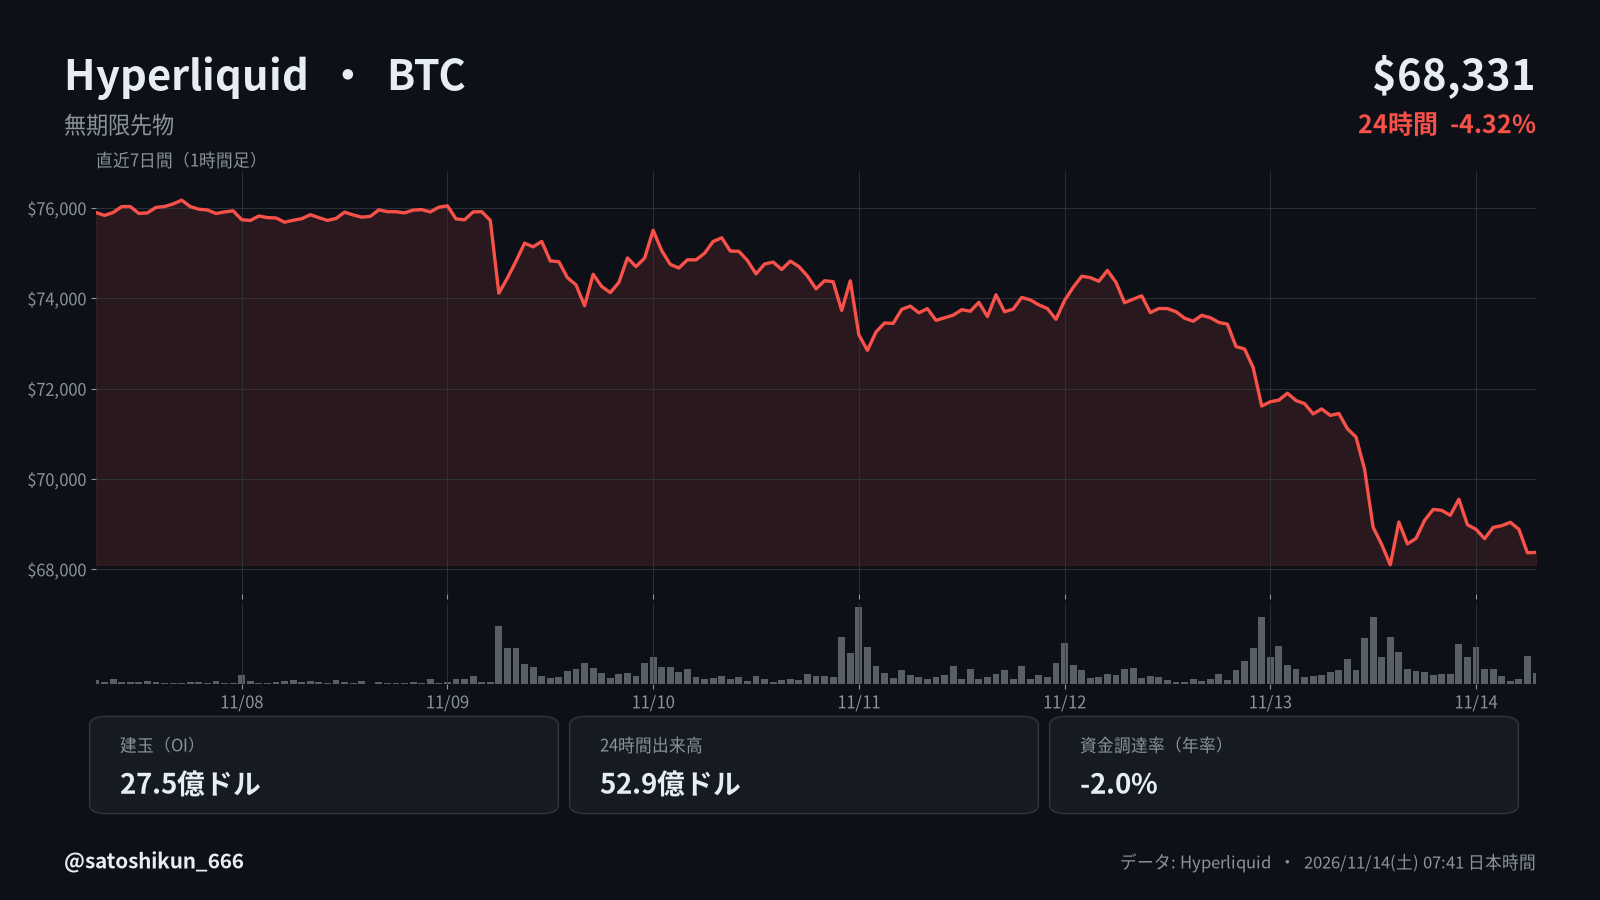 Hyperliquid ・ BTC
$68,331
無期限先物
24時間 -4.32%
直近7日間（1時間足）
$76,000
$74,000
$72,000
$70,000
$68,000
11/08
11/09
11/10
11/11
11/12
11/13
11/14
建玉（OI）
27.5億ドル
24時間出来高
52.9億ドル
資金調達率（年率）
-2.0%
@satoshikun_666
データ: Hyperliquid ・ 2026/11/14(土) 07:41 日本時間